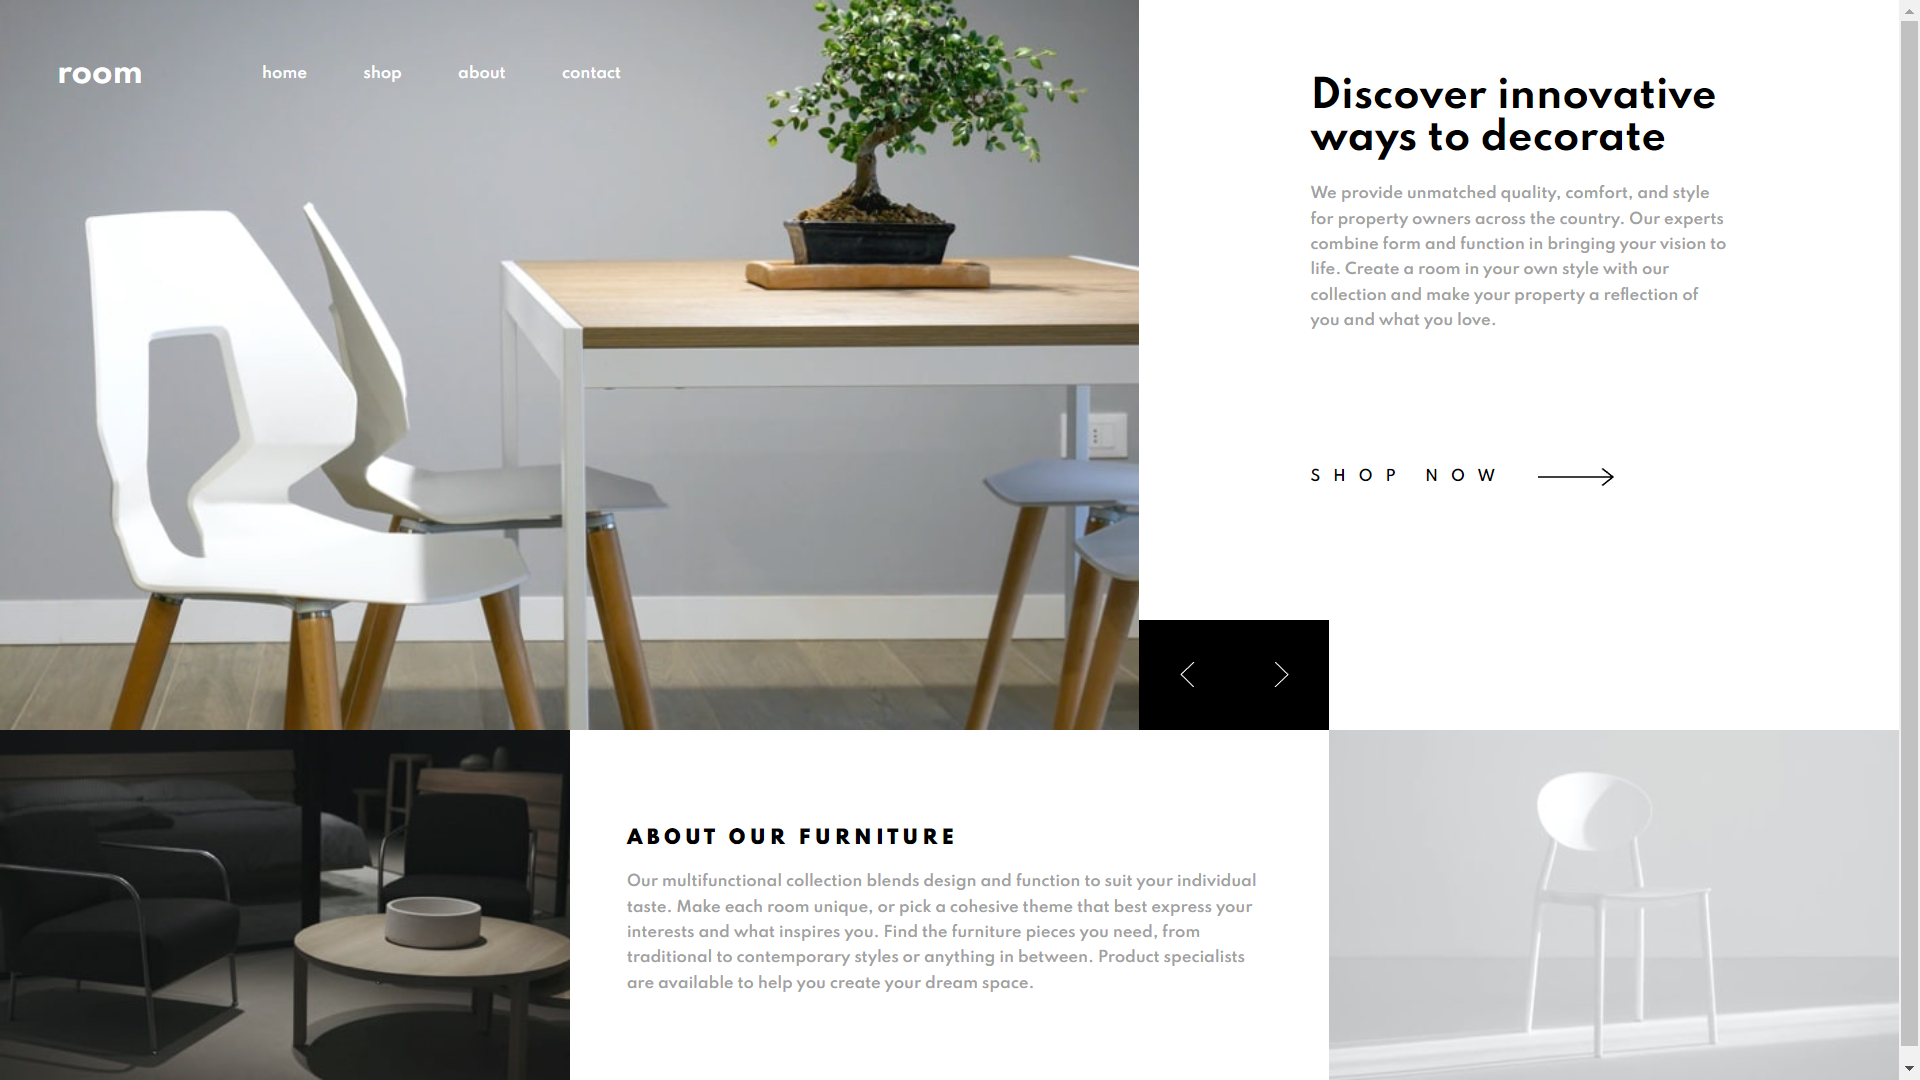 room
home shop about contact
Discover innovative
ways to decorate
We provide unmatched quality, comfort, and style
for property owners across the country. Our experts
combine form and function in bringing your vision to
life. Create a room in your own style with our
collection and make your property a reflection of
you and what you love.
SHOP NOW
ABOUT OUR FURNITURE
Our multifunctional collection blends design and function to suit your individual
taste. Make each room unique, or pick a cohesive theme that best express your
interests and what inspires you. Find the furniture pieces you need, from
traditional to contemporary styles or anything in between. Product specialists
are available to help you create your dream space.